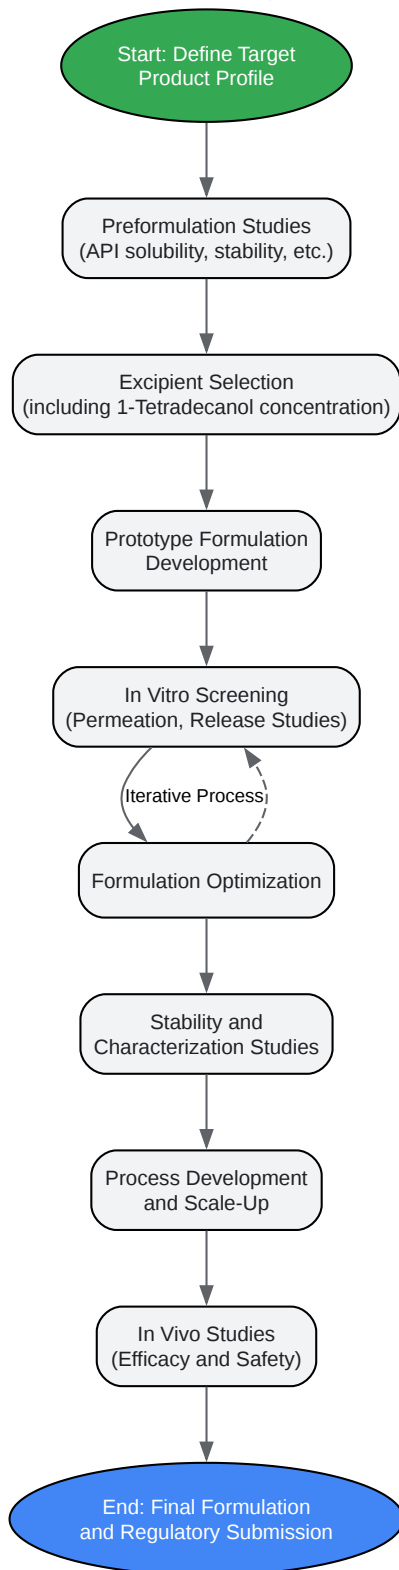 Start: Define Target
Product Profile
Preformulation Studies
(API solubility, stability, etc.)
Excipient Selection
(including 1-Tetradecanol concentration)
Prototype Formulation
Development
In Vitro Screening
(Permeation, Release Studies)
Iterative Process
Formulation Optimization
Stability and
Characterization Studies
Process Development
and Scale-Up
In Vivo Studies
(Efficacy and Safety)
End: Final Formulation
and Regulatory Submission